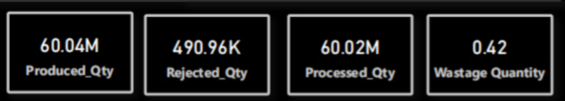 60.04M
Produced_Qty
490.96K
Rejected_Qty
60.02M
Processed_Qty
0.42
Wastage Quantity